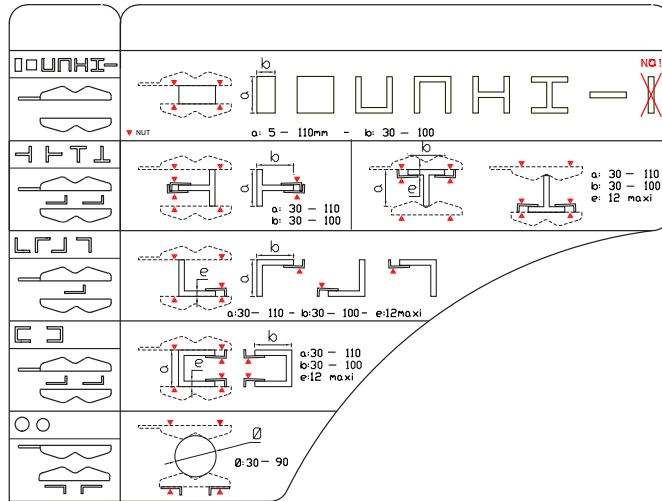 NO!
b
a
▼ NUT
a: 5 - 110mm - b: 30 - 100
b
a
a: 30 - 110
b: 30 - 100
b
a
e
a: 30 - 110
b: 30 - 100
e: 12 maxi
e
b
a
a:30- 110 - b:30- 100- e:12maxi
a
e
b
a:30 - 110
b:30 - 100
e:12 maxi
Ø
Ø:30- 90